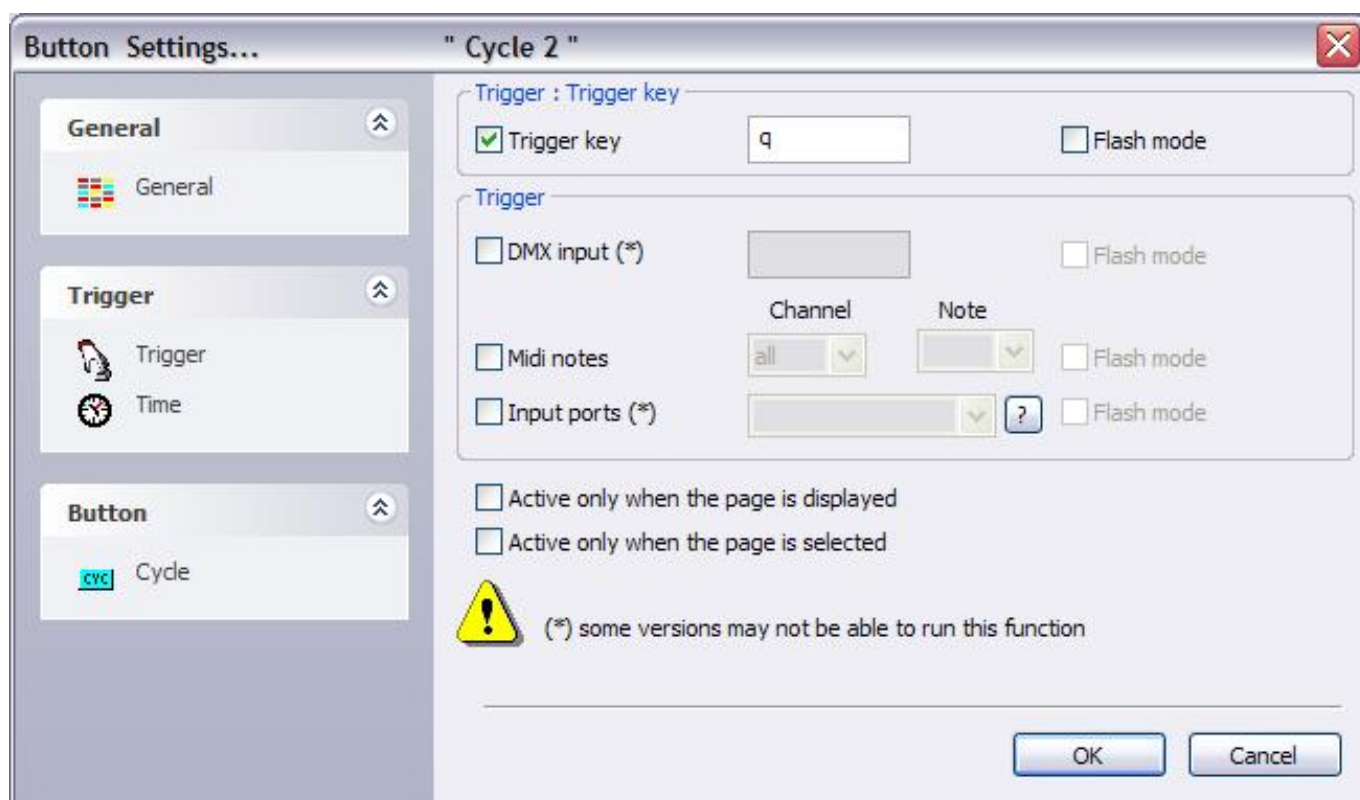 Button Settings... " Cycle 2 "
General
General
Trigger
Trigger
Time
Button
CYC
Cycle
Trigger : Trigger key
Trigger key q Flash mode
Trigger
DMX input (*) Flash mode
Channel Note
Midi notes all Flash mode
Input ports (*) ? Flash mode
Active only when the page is displayed
Active only when the page is selected
(*) some versions may not be able to run this function
OK Cancel